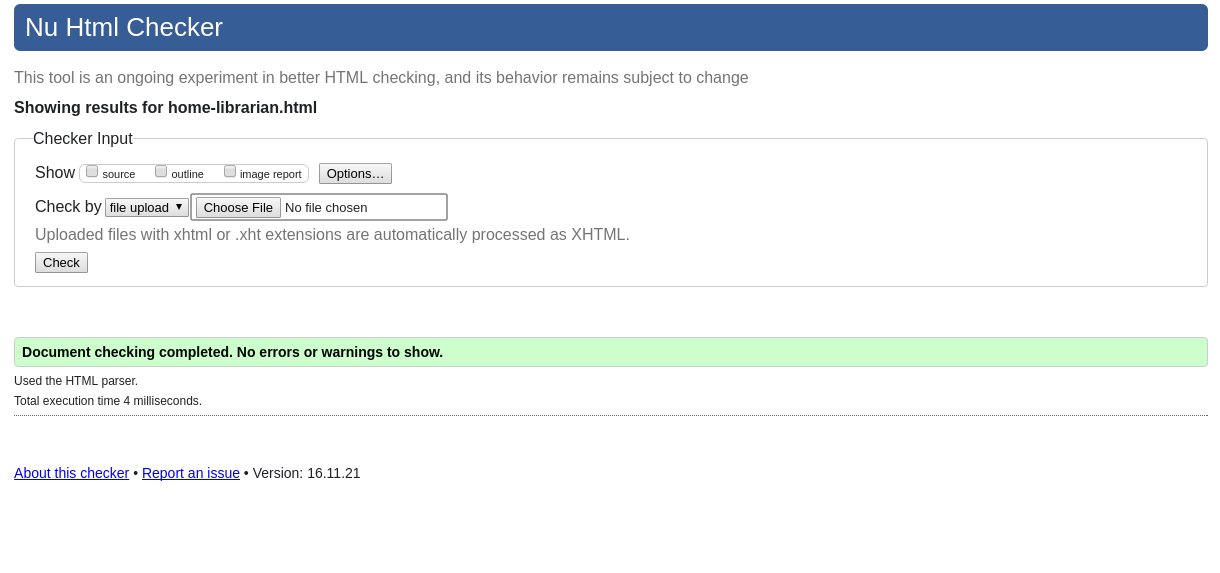 Nu Html Checker
This tool is an ongoing experiment in better HTML checking, and its behavior remains subject to change
Showing results for home-librarian.html
Checker Input
Show source outline image report Options…
Check by file upload ▼ Choose File No file chosen
Uploaded files with xhtml or .xht extensions are automatically processed as XHTML.
Check
Document checking completed. No errors or warnings to show.
Used the HTML parser.
Total execution time 4 milliseconds.
About this checker • Report an issue • Version: 16.11.21